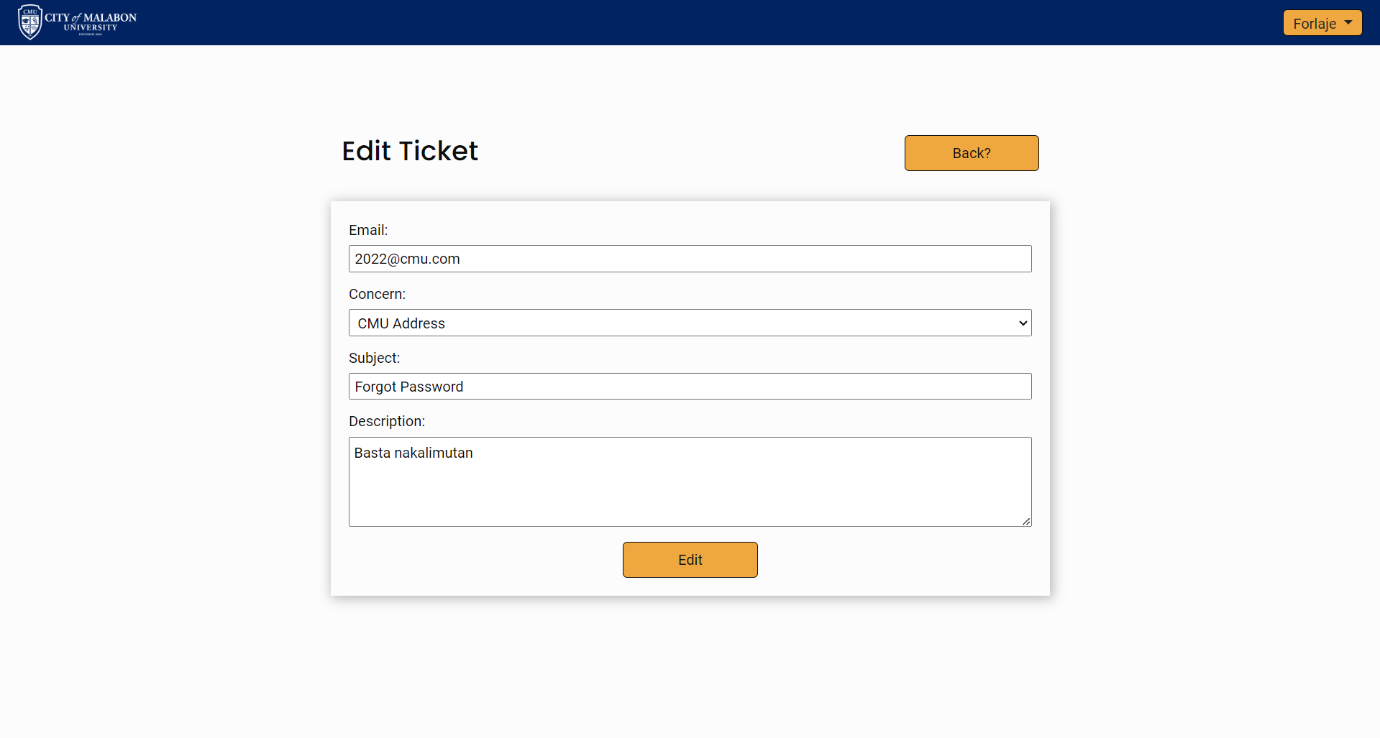 CMU
CITY of MALABON
UNIVERSITY
Forlaje
Edit Ticket
Back?
Email:
2022@cmu.com
Concern:
CMU Address
Subject:
Forgot Password
Description:
Basta nakalimutan
Edit